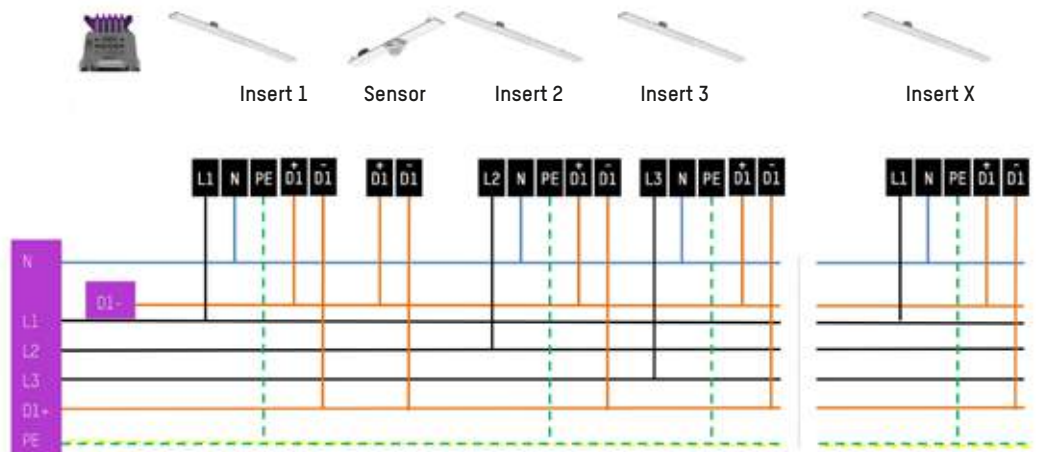 Insert 1 Sensor Insert 2 Insert 3 Insert X
L1 N PE +D1 -D1 +D1 -D1 L2 N PE +D1 -D1 L3 N PE +D1 -D1 L1 N PE +D1 -D1
N
D1-
L1
L2
L3
D1+
PE